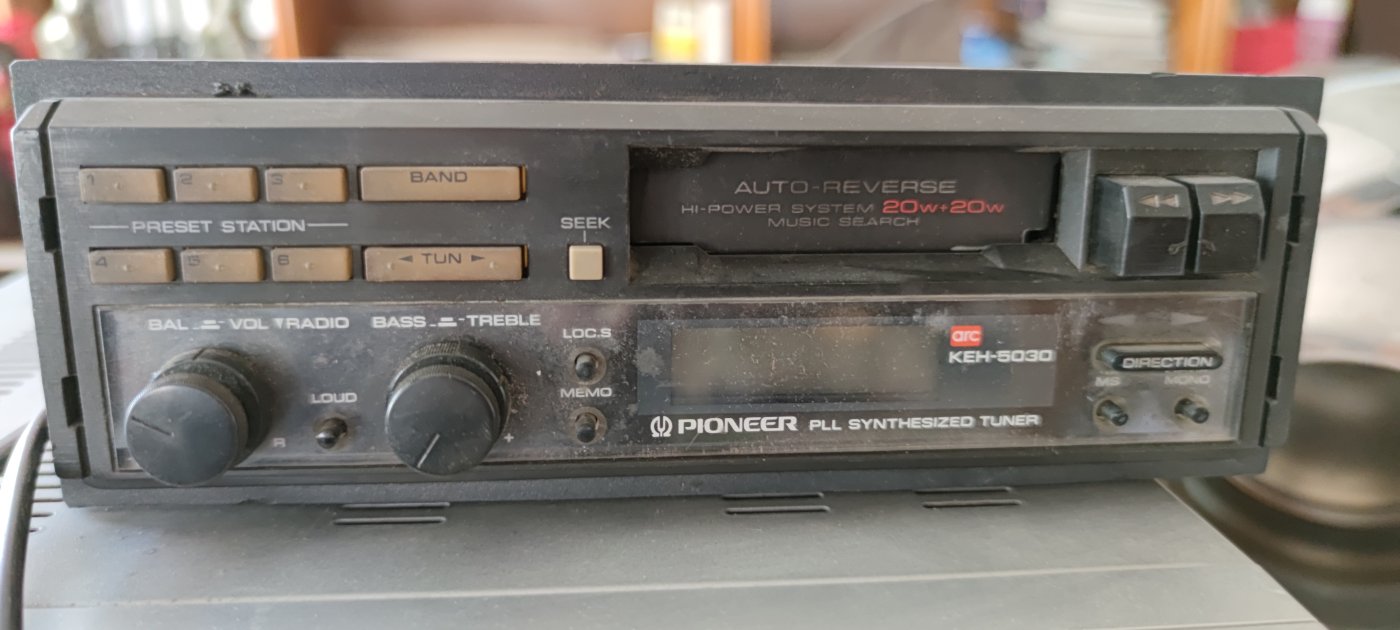 1 2 3 BAND
PRESET STATION
4 5 6 ◄ TUN ►
SEEK
AUTO-REVERSE
HI-POWER SYSTEM 20W+20W
MUSIC SEARCH
◄◄ ►►
BAL VOL ▼RADIO BASS -TREBLE
LOUD
R
+
LOC.S
MEMO
arc
KEH-5030
PIONEER PLL SYNTHESIZED TUNER
DIRECTION
MS MONO